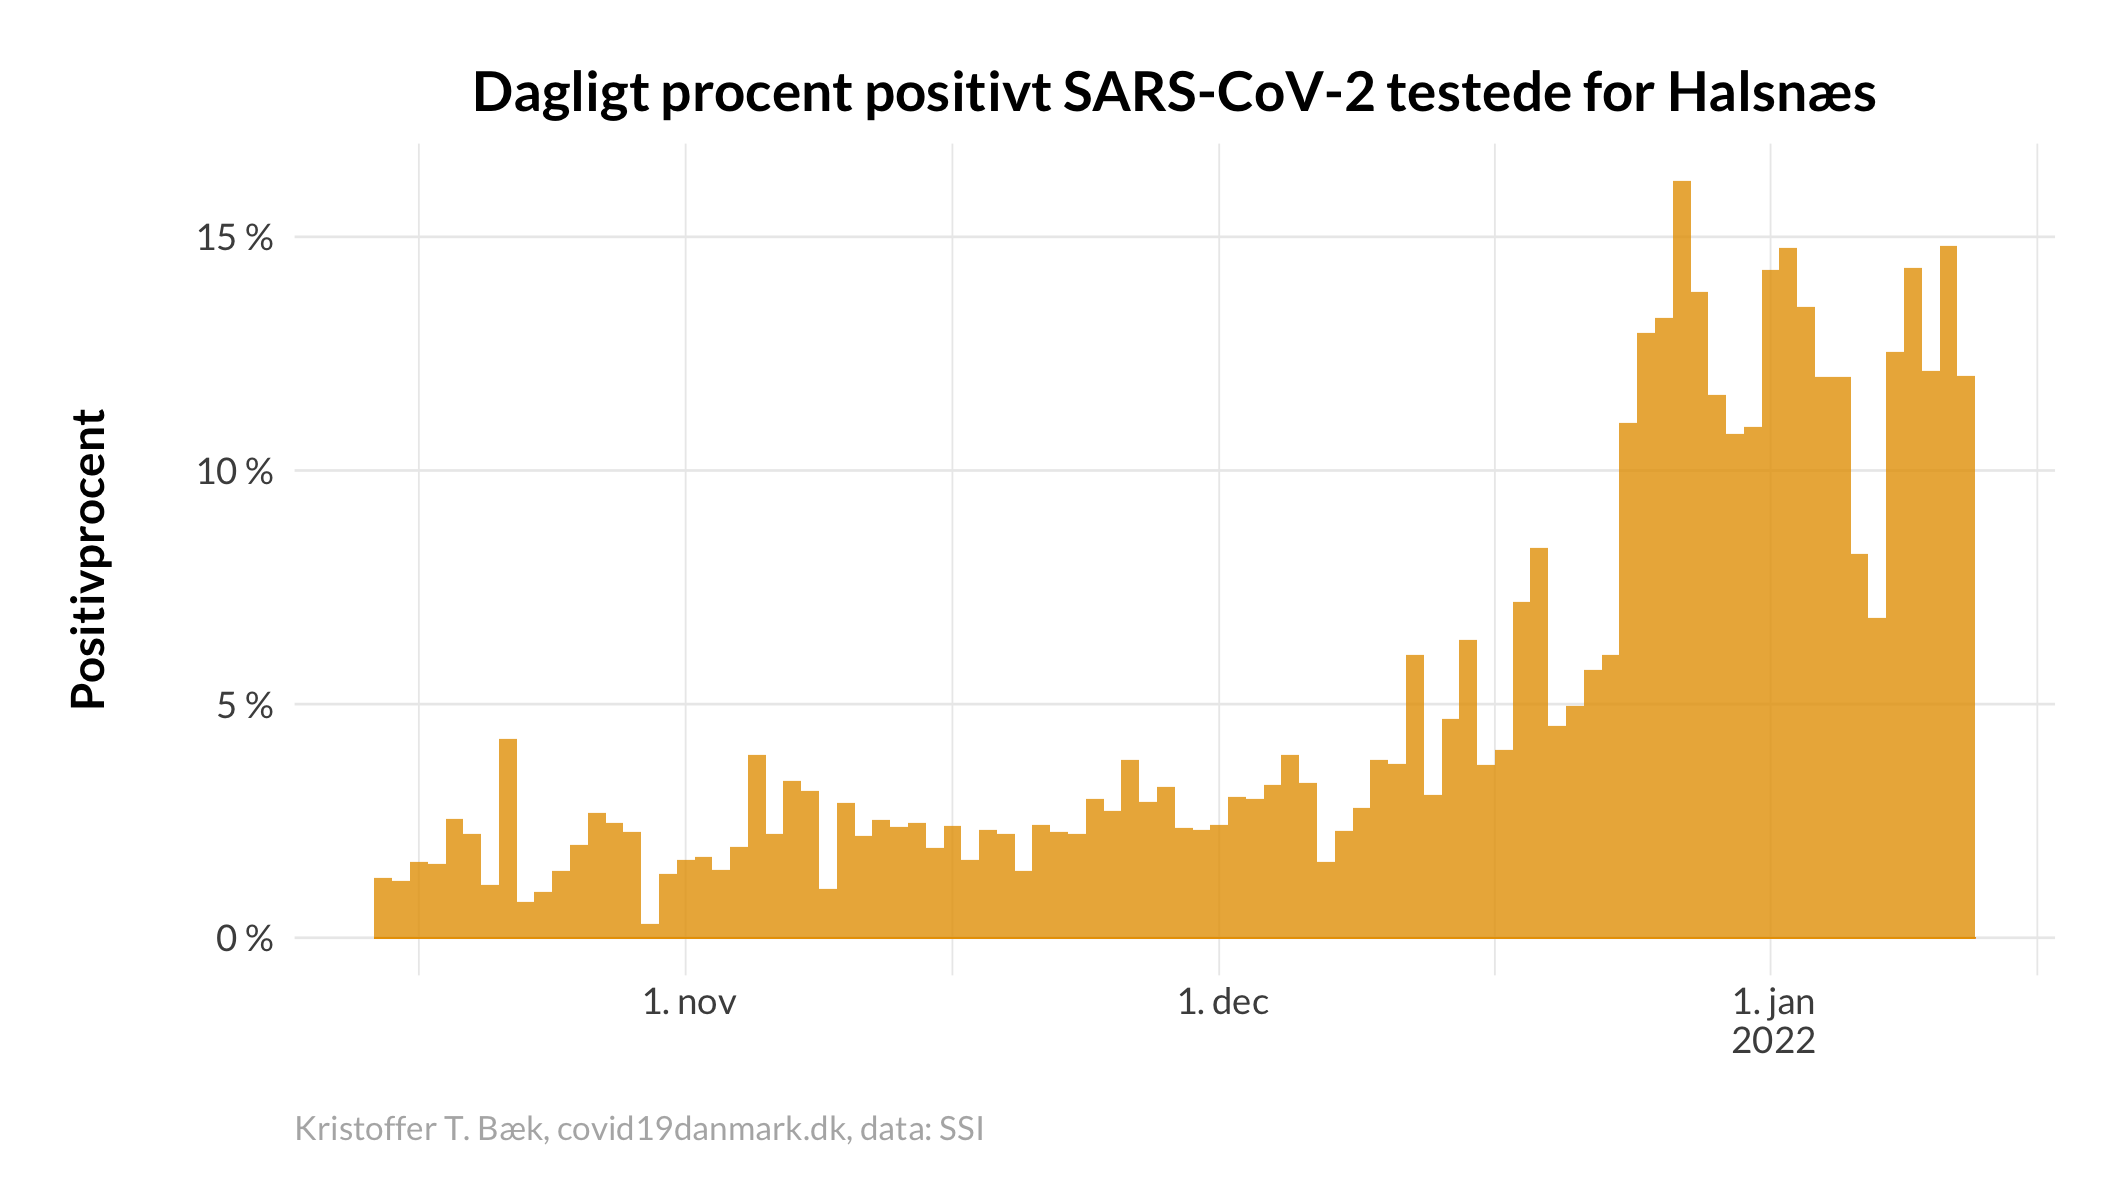 Dagligt procent positivt SARS-CoV-2 testede for Halsnæs
Positivprocent
15 %
10 %
5 %
0 %
1. nov
1. dec
1. jan
2022
Kristoffer T. Bæk, covid19danmark.dk, data: SSI